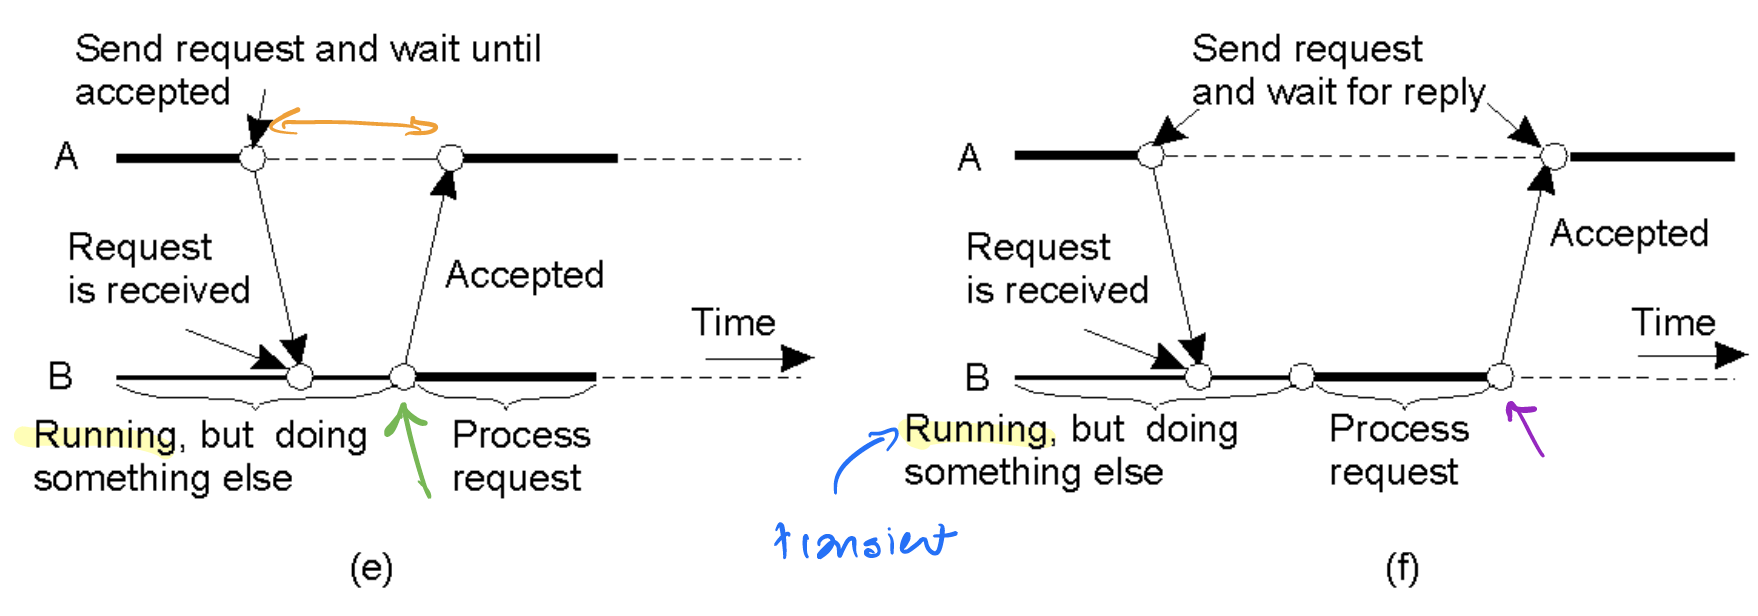 Send request and wait until
accepted
A
Request
is received
Accepted
Time
B
Running, but doing
something else
Process
request
(e)
Send request
and wait for reply
A
Request
is received
Accepted
Time
B
Running, but doing
something else
Process
request
transient
(f)